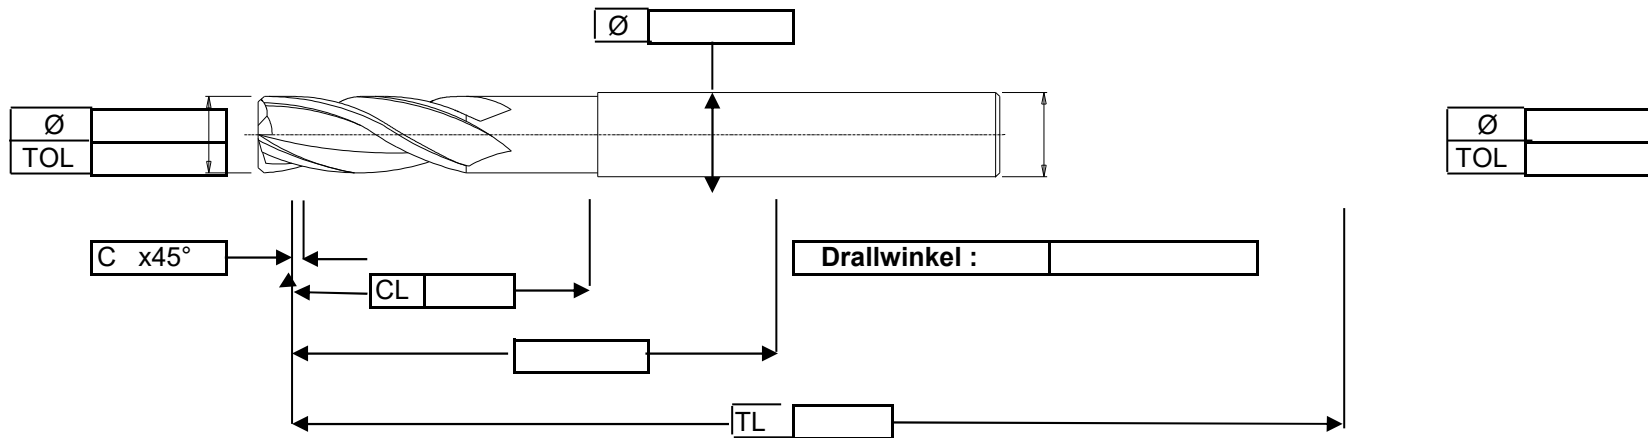 Ø
Ø
TOL
Ø
TOL
C x45°
Drallwinkel :
CL
TL